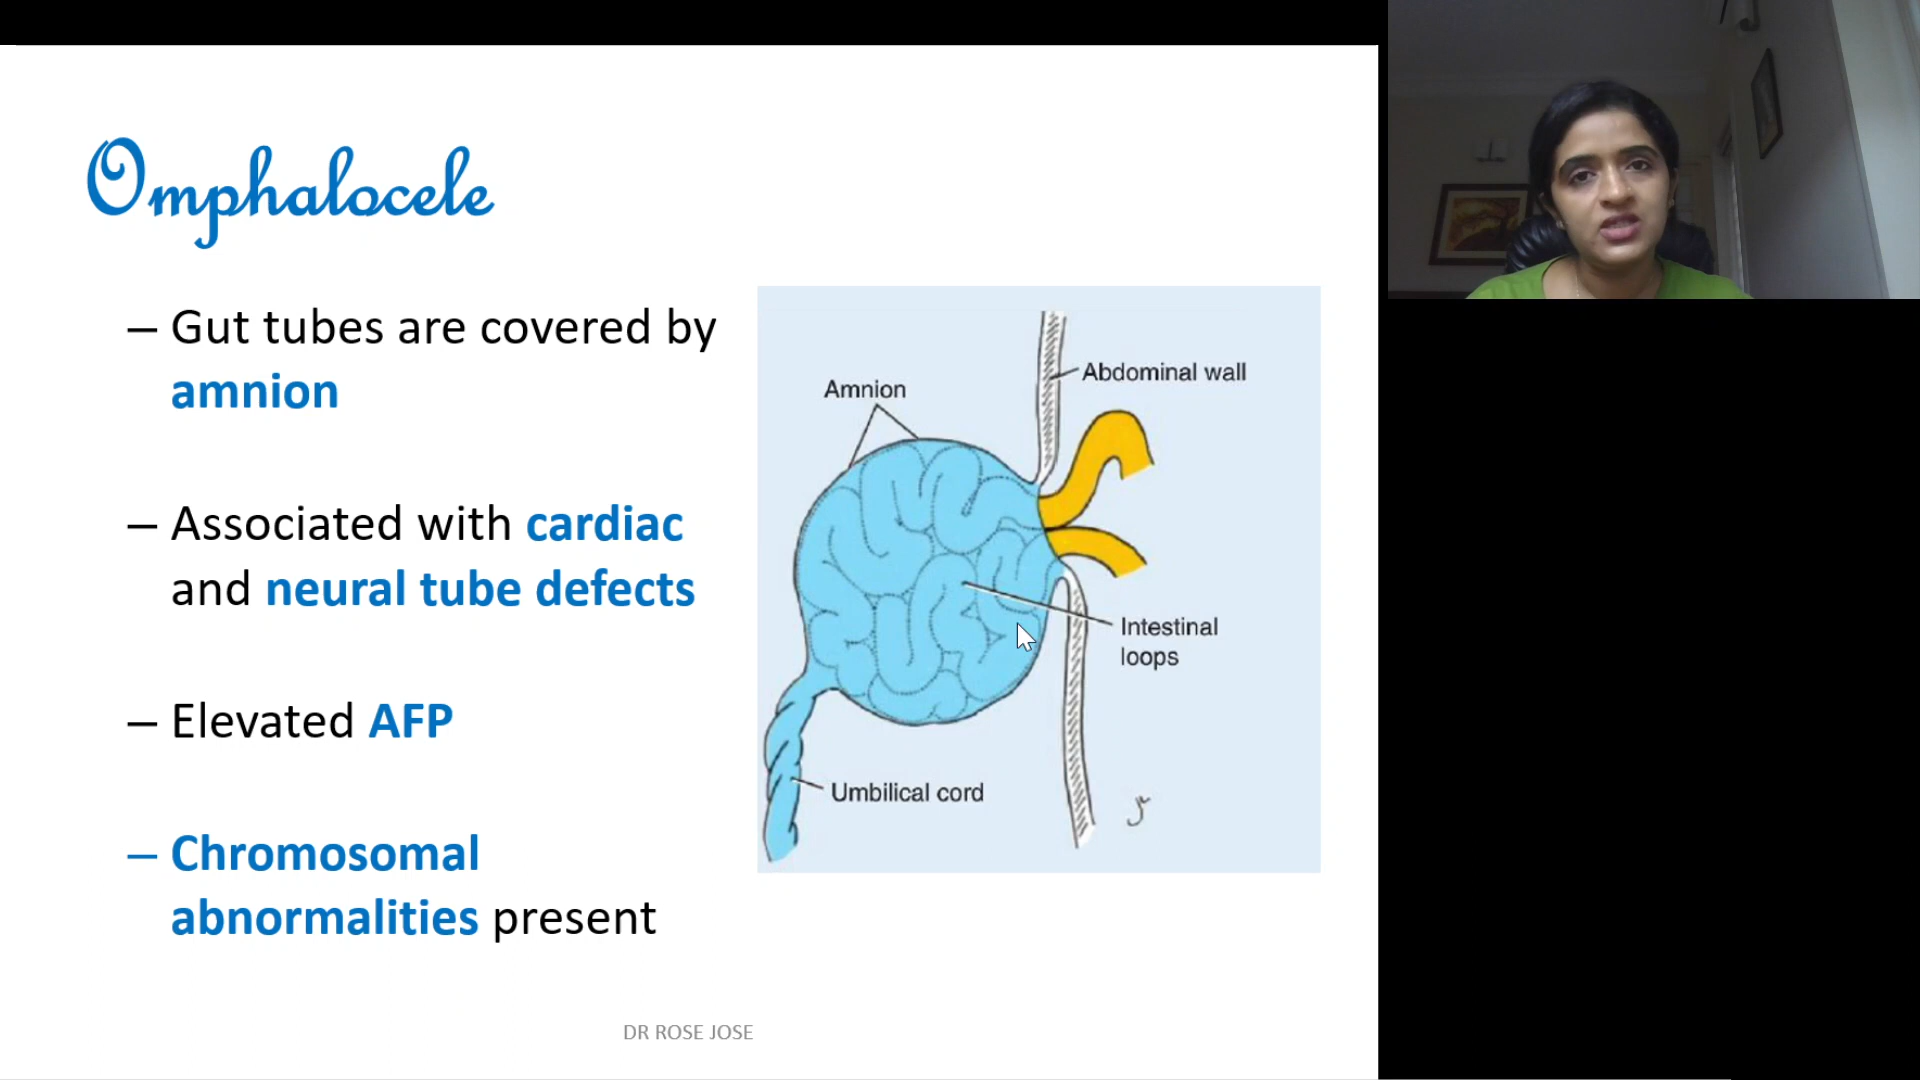 Omphalocele
– Gut tubes are covered by
amnion
– Associated with cardiac
and neural tube defects
– Elevated AFP
– Chromosomal
abnormalities present
Abdominal wall
Amnion
Intestinal
loops
Umbilical cord
DR ROSE JOSE